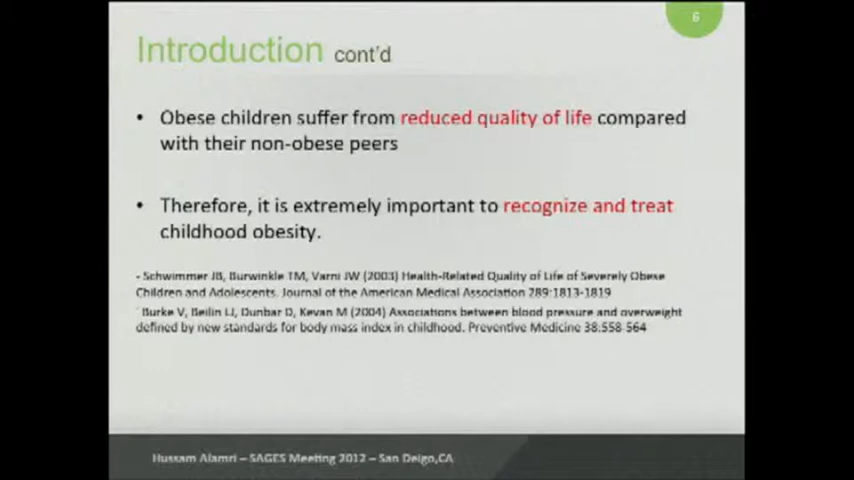 6
Introduction cont'd
• Obese children suffer from reduced quality of life compared
with their non-obese peers
• Therefore, it is extremely important to recognize and treat
childhood obesity.
- Schwimmer JB, Burwinkle TM, Varni JW (2003) Health-Related Quality of Life of Severely Obese
Children and Adolescents. Journal of the American Medical Association 289:1813-1819
Burke V, Beilin LJ, Dunbar D, Kevan M (2004) Associations between blood pressure and overweight
defined by new standards for body mass index in childhood. Preventive Medicine 38:558-564
Hussam Alamri – SAGES Meeting 2012 – San Deigo,CA